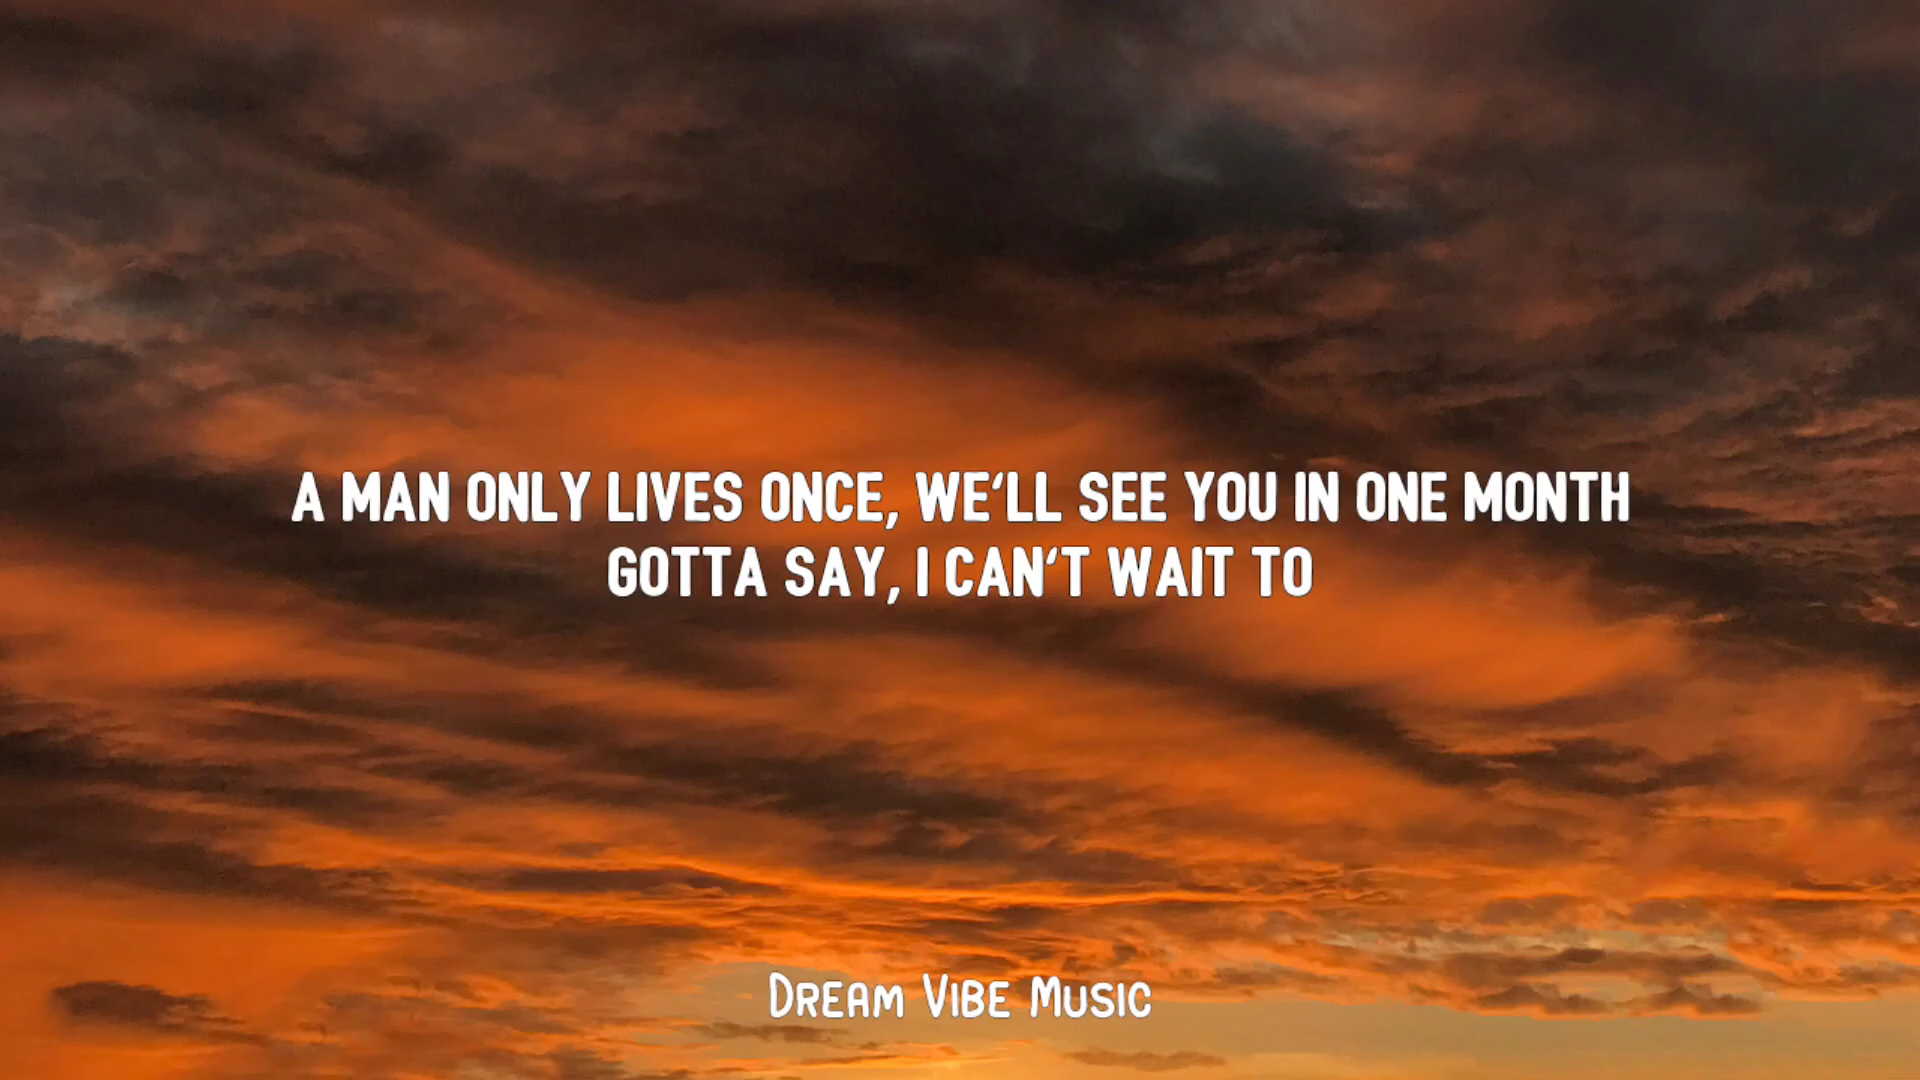 A MAN ONLY LIVES ONCE, WE'LL SEE YOU IN ONE MONTH
GOTTA SAY, I CAN'T WAIT TO
DREAM VIBE MUSIC